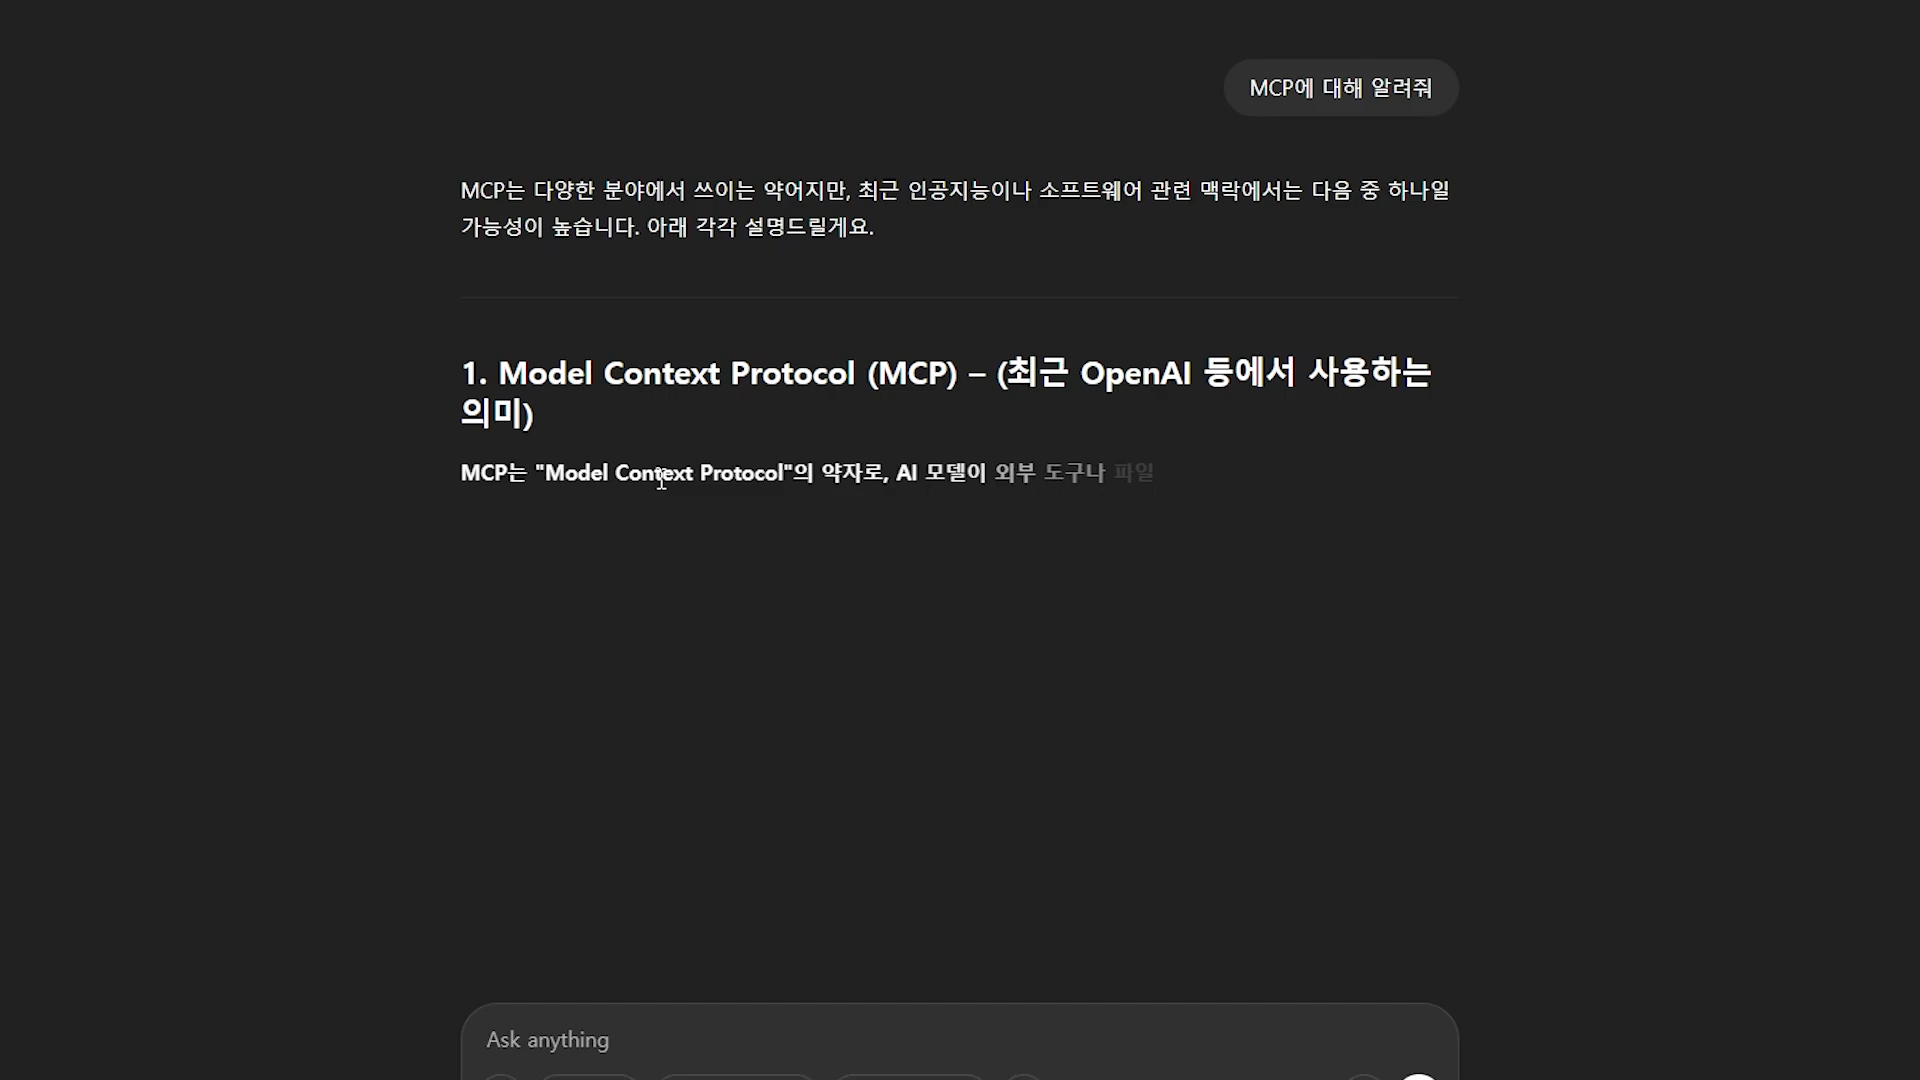 MCP에 대해 알려줘
MCP는 다양한 분야에서 쓰이는 약어지만, 최근 인공지능이나 소프트웨어 관련 맥락에서는 다음 중 하나일
가능성이 높습니다. 아래 각각 설명드릴게요.
1. Model Context Protocol (MCP) – (최근 OpenAI 등에서 사용하는
의미)
MCP는 "Model Context Protocol"의 약자로, AI 모델이 외부 도구나 파일
Ask anything